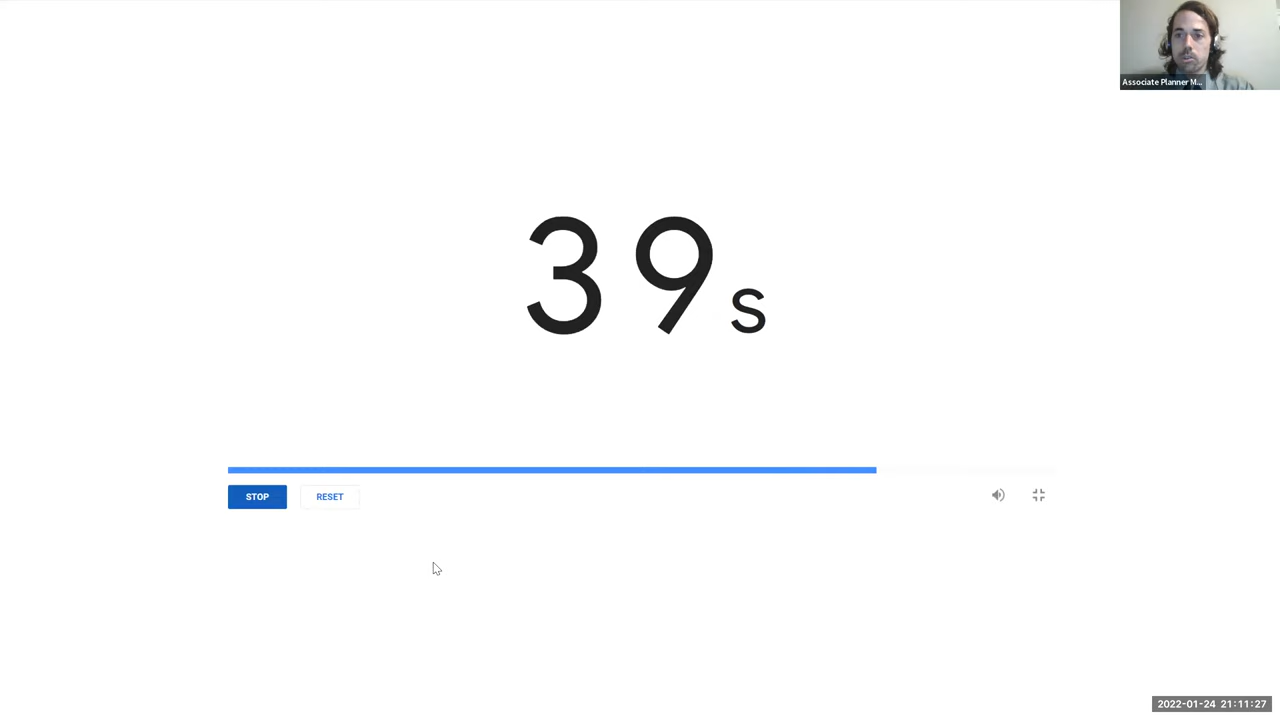 Associate Planner M...
39s
STOP
RESET
2022-01-24 21:11:27